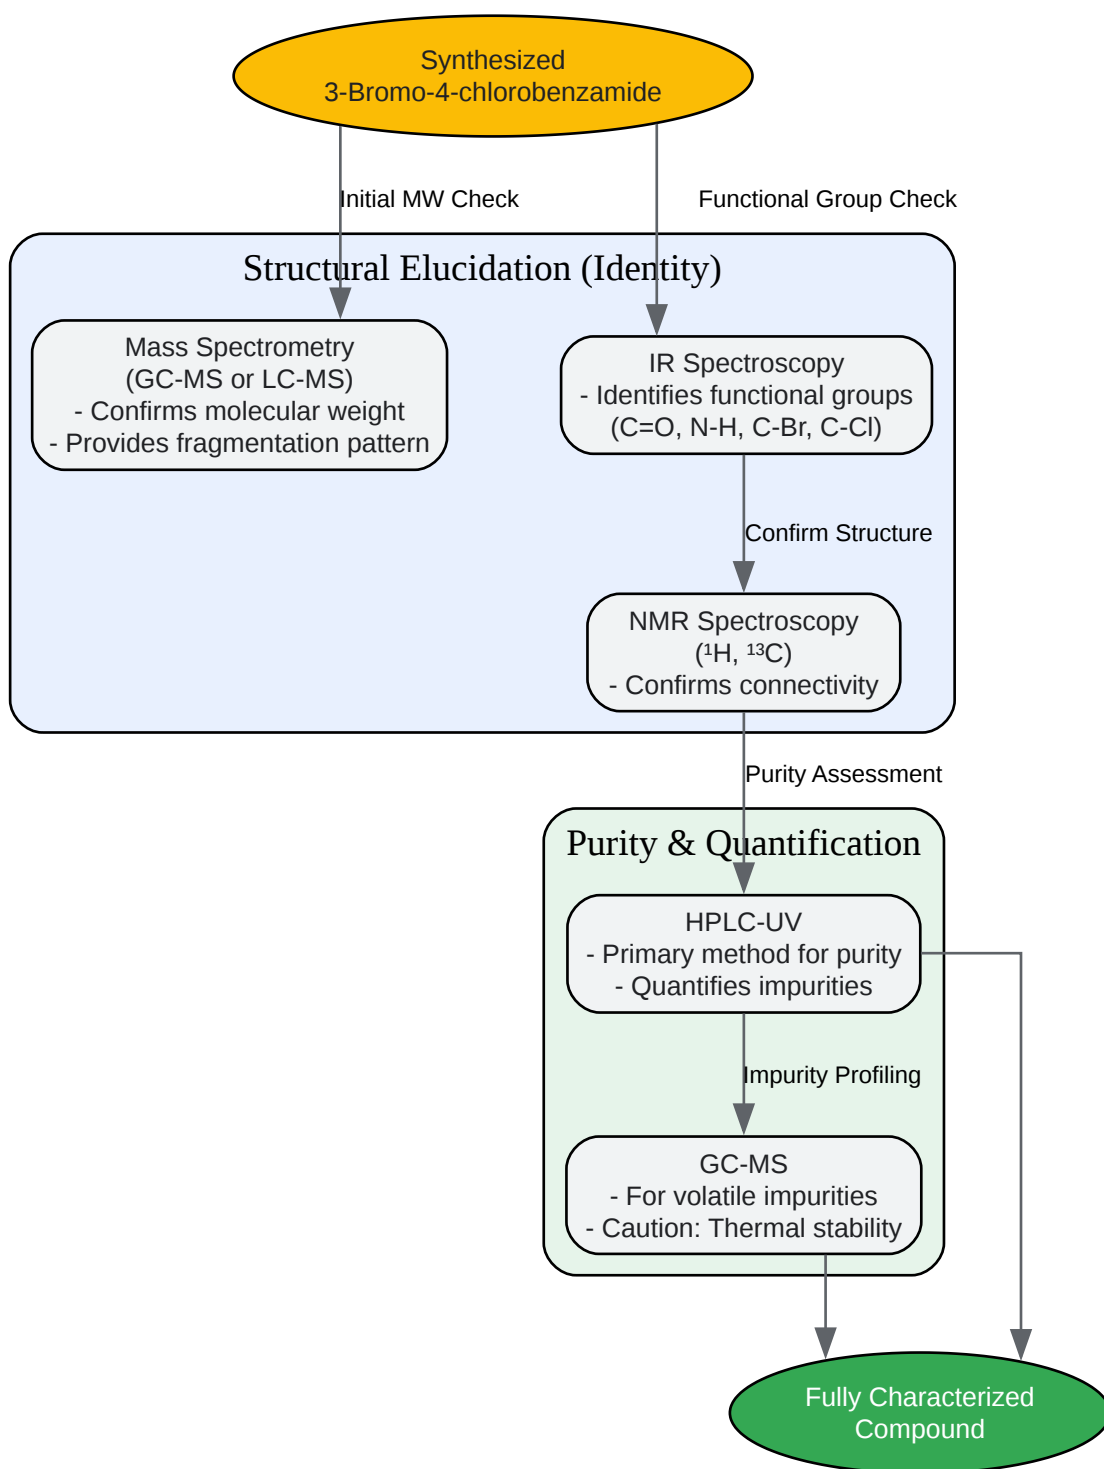 Synthesized
3-Bromo-4-chlorobenzamide
Initial MW Check
Functional Group Check
Structural Elucidation (Identity)
Mass Spectrometry
(GC-MS or LC-MS)
- Confirms molecular weight
- Provides fragmentation pattern
IR Spectroscopy
- Identifies functional groups
(C=O, N-H, C-Br, C-Cl)
Confirm Structure
NMR Spectroscopy
(¹H, ¹³C)
- Confirms connectivity
Purity Assessment
Purity & Quantification
HPLC-UV
- Primary method for purity
- Quantifies impurities
Impurity Profiling
GC-MS
- For volatile impurities
- Caution: Thermal stability
Fully Characterized
Compound